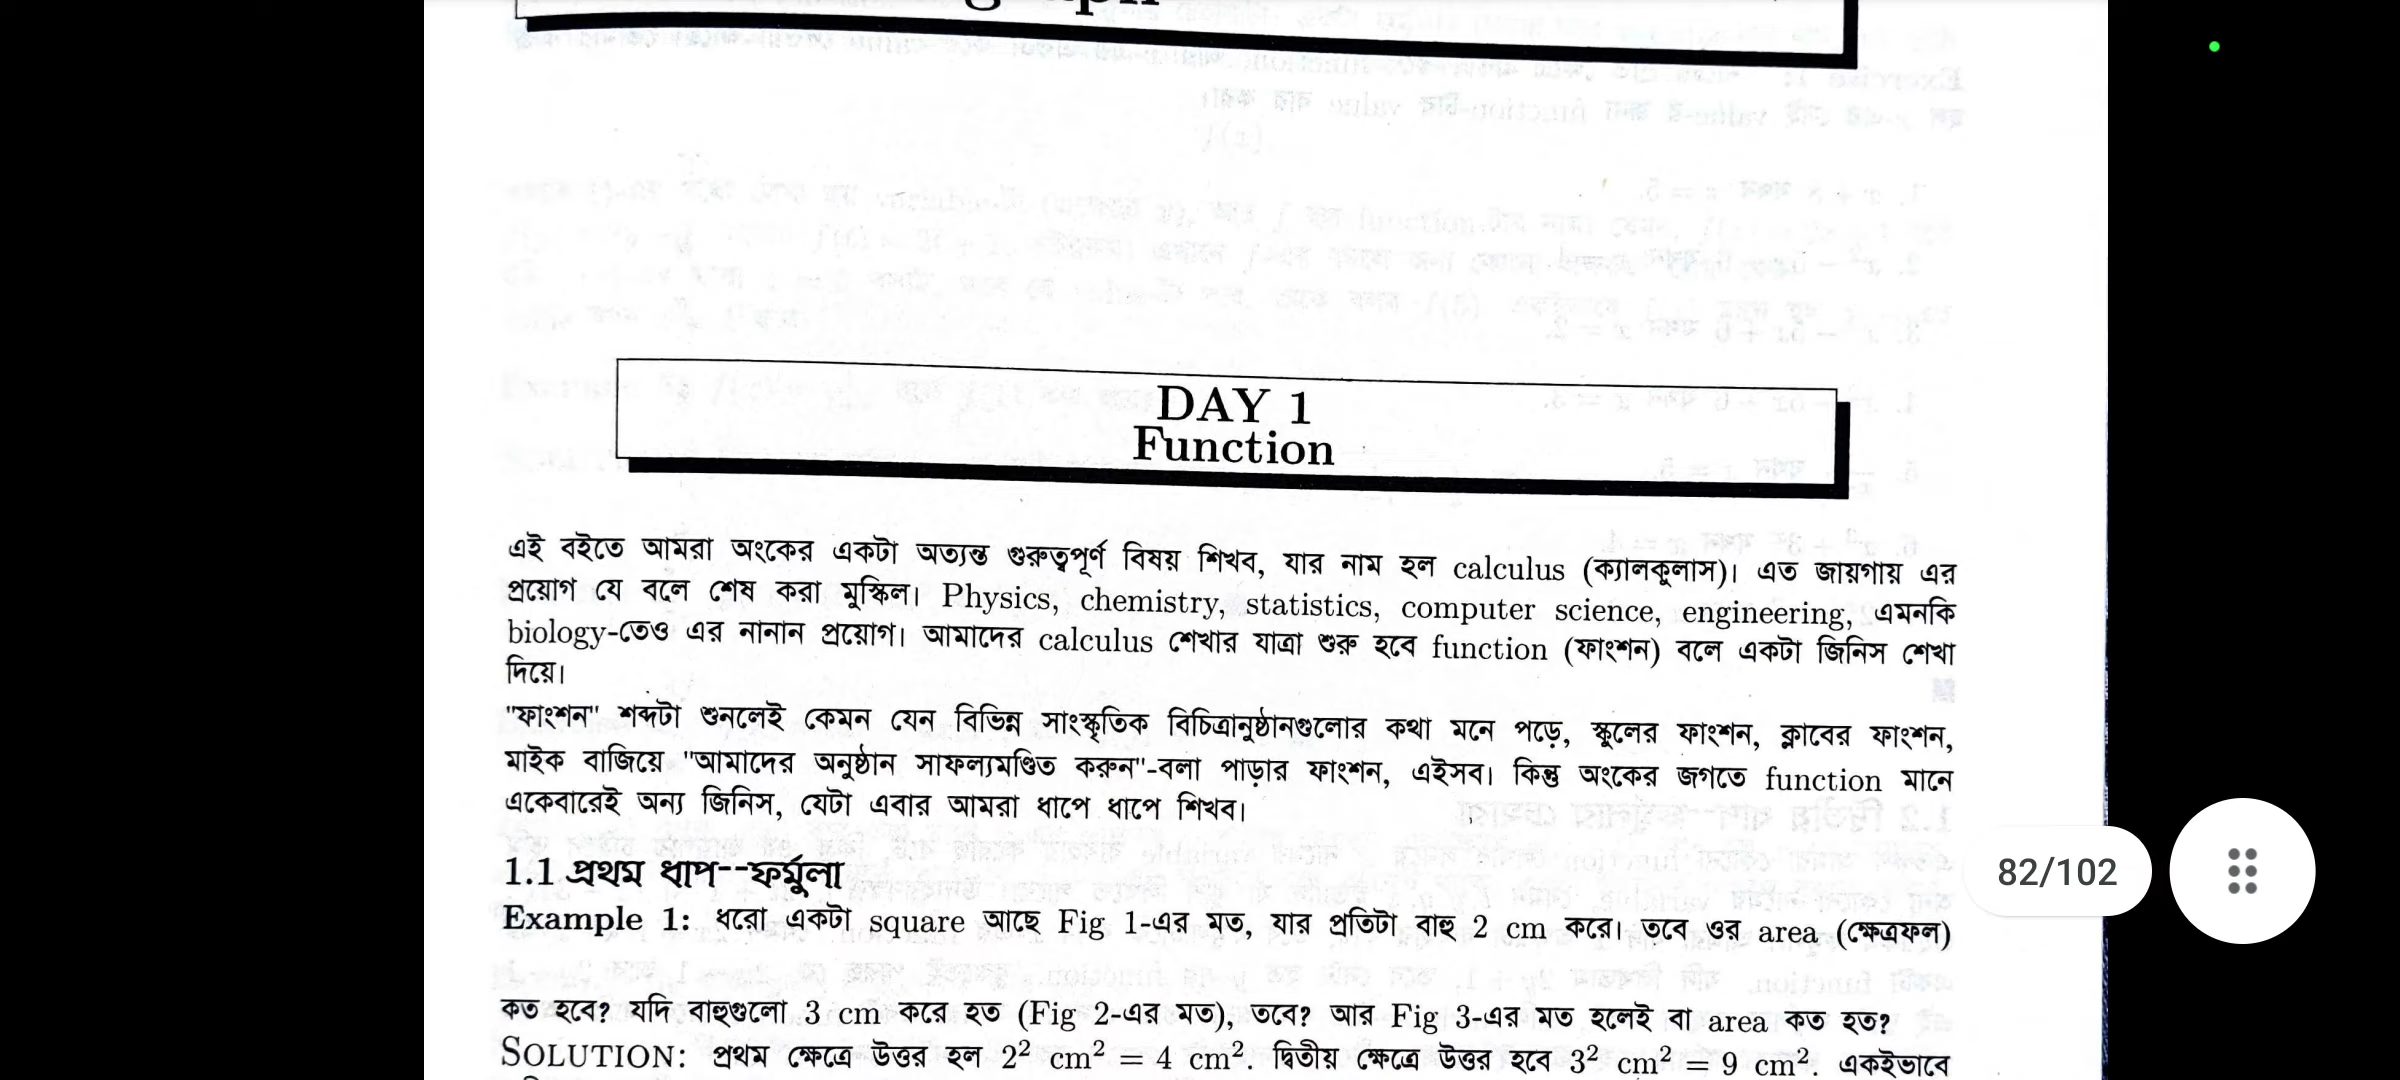 DAY 1
Function
এই বইতে আমরা অংকের একটা অত্যন্ত গুরুত্বপূর্ণ বিষয় শিখব, যার নাম হল calculus (ক্যালকুলাস)। এত জায়গায় এর
প্রয়োগ যে বলে শেষ করা মুস্কিল। Physics, chemistry, statistics, computer science, engineering, এমনকি
biology-তেও এর নানান প্রয়োগ। আমাদের calculus শেখার যাত্রা শুরু হবে function (ফাংশন) বলে একটা জিনিস শেখা
দিয়ে।
"ফাংশন" শব্দটা শুনলেই কেমন যেন বিভিন্ন সাংস্কৃতিক বিচিত্রানুষ্ঠানগুলোর কথা মনে পড়ে, স্কুলের ফাংশন, ক্লাবের ফাংশন,
মাইক বাজিয়ে "আমাদের অনুষ্ঠান সাফল্যমণ্ডিত করুন"-বলা পাড়ার ফাংশন, এইসব। কিন্তু অংকের জগতে function মানে
একেবারেই অন্য জিনিস, যেটা এবার আমরা ধাপে ধাপে শিখব।
1.1 প্রথম ধাপ--ফর্মুলা
82/102
Example 1: ধরো একটা square আছে Fig 1-এর মত, যার প্রতিটা বাহু 2 cm করে। তবে ওর area (ক্ষেত্রফল)
কত হবে? যদি বাহুগুলো 3 cm করে হত (Fig 2-এর মত), তবে? আর Fig 3-এর মত হলেই বা area কত হত?
SOLUTION: প্রথম ক্ষেত্রে উত্তর হল 2² cm² = 4 cm². দ্বিতীয় ক্ষেত্রে উত্তর হবে 3² cm² = 9 cm². একইভাবে